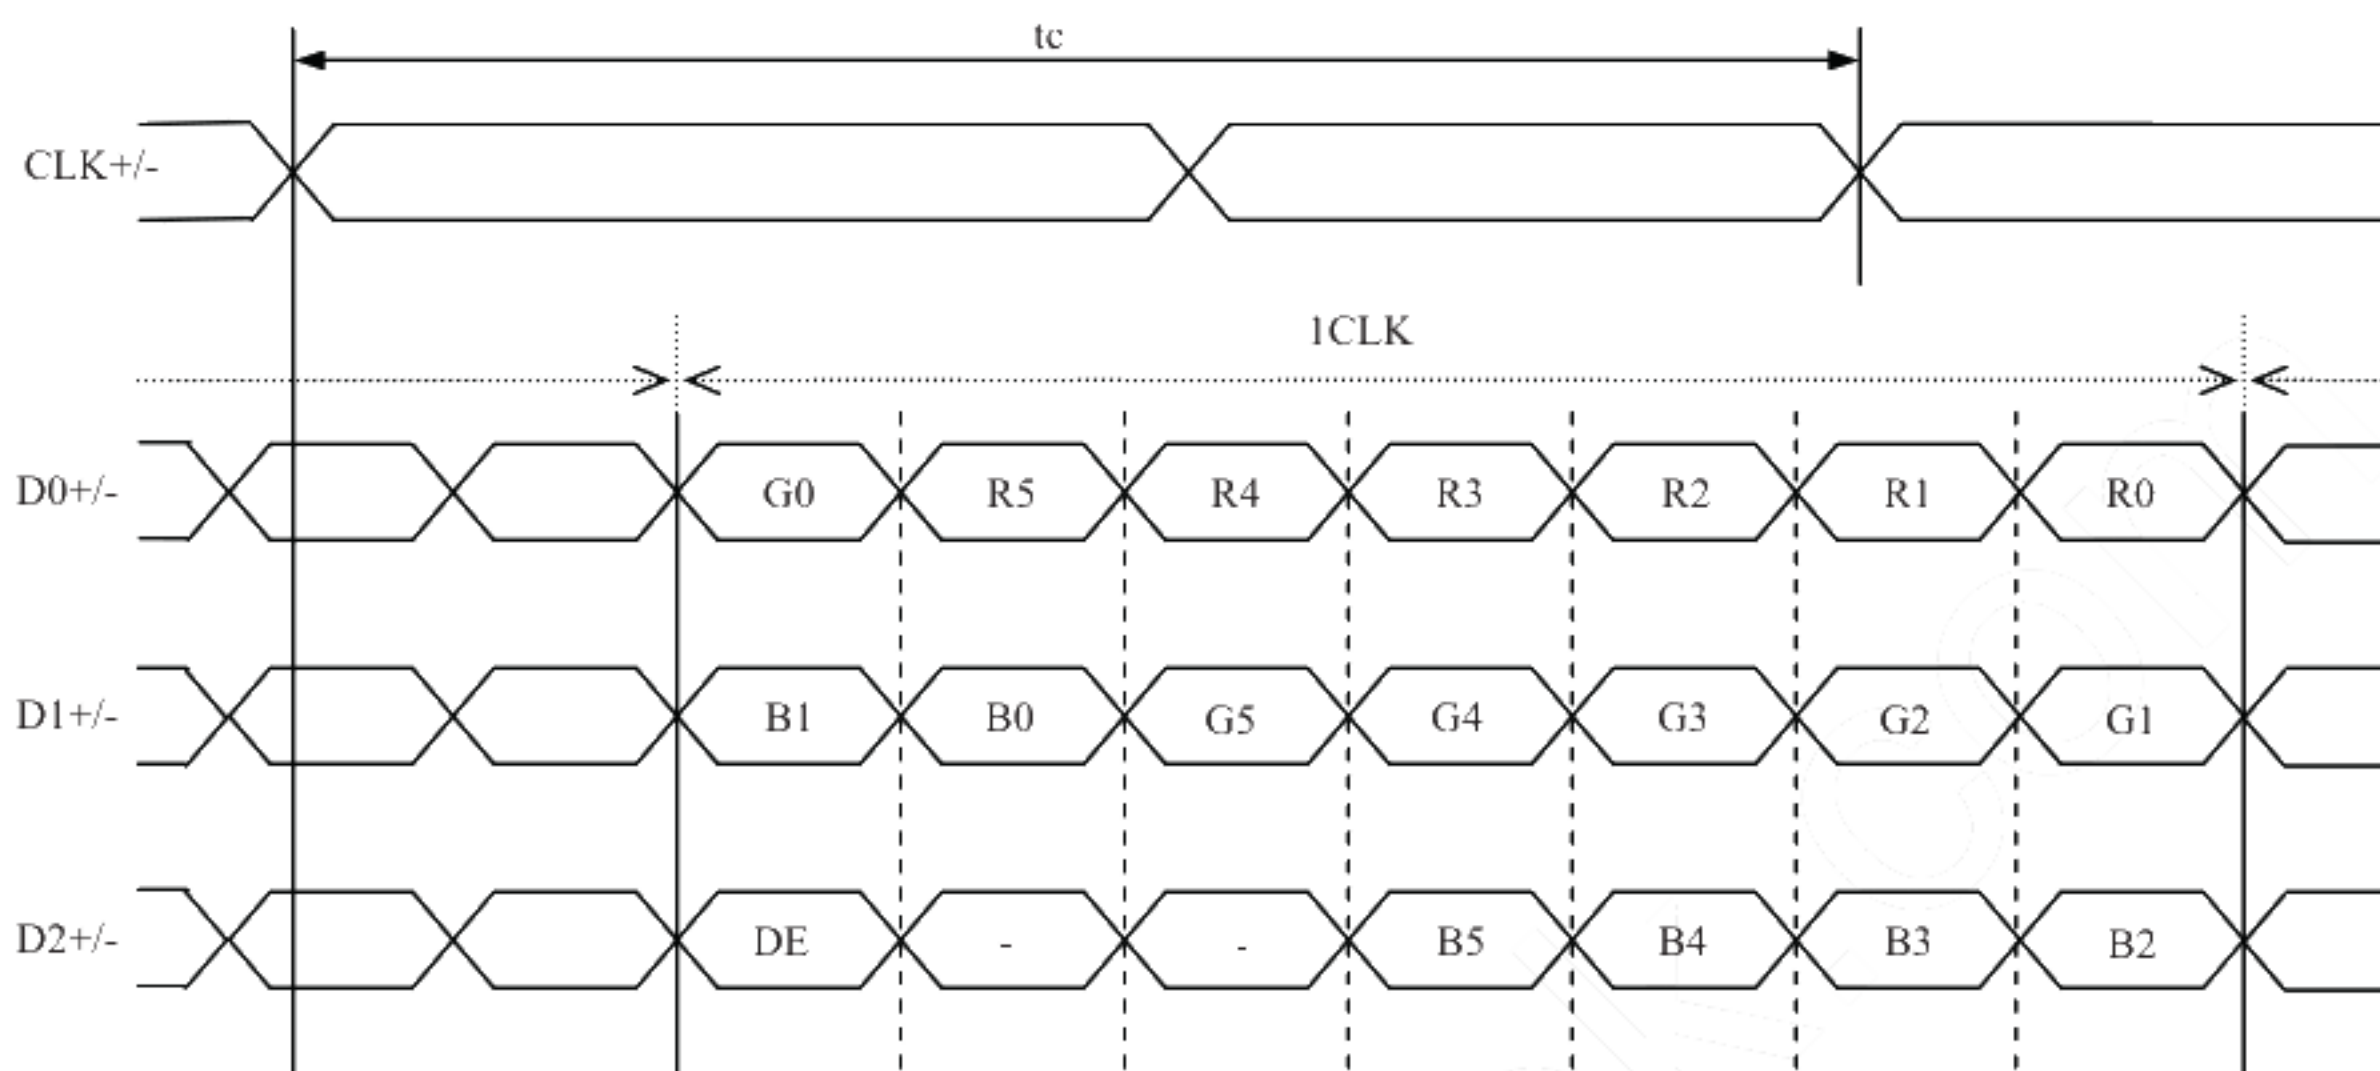 tc
CLK+/-
1CLK
D0+/- G0 R5 R4 R3 R2 R1 R0
D1+/- B1 B0 G5 G4 G3 G2 G1
D2+/- DE - - B5 B4 B3 B2